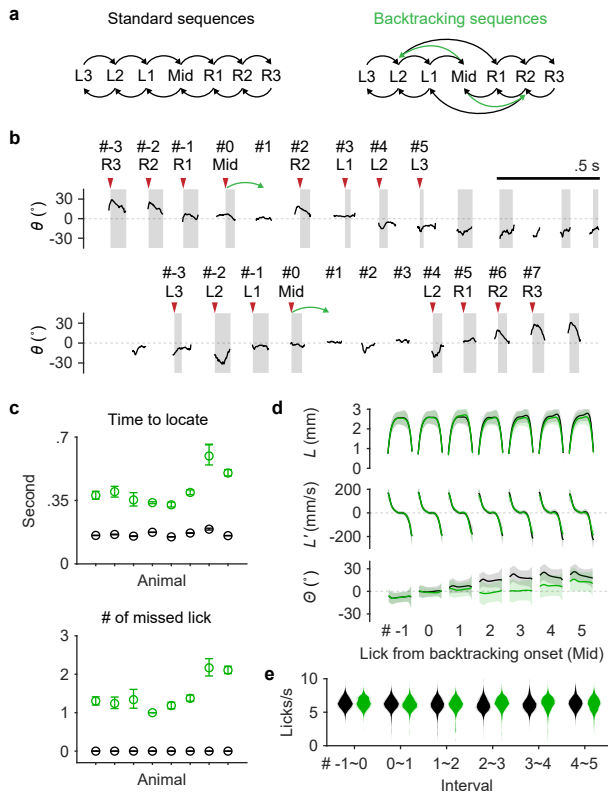 a
Standard sequences
Backtracking sequences
L3 L2 L1 Mid R1 R2 R3
L3 L2 L1 Mid R1 R2 R3
b
#-3 #-2 #-1 #0 #1 #2 #3 #4 #5
R3 R2 R1 Mid R2 L1 L2 L3
.5 s
30
0
-30
θ (°)
#-3 #-2 #-1 #0 #1 #2 #3 #4 #5 #6 #7
L3 L2 L1 Mid L2 R1 R2 R3
30
0
-30
θ (°)
c
Time to locate
.7
.35
0
Second
Animal
# of missed lick
3
2
1
0
Animal
d
3
2
1
0
L (mm)
200
0
-200
L' (mm/s)
30
0
-30
Θ (°)
# -1 0 1 2 3 4 5
Lick from backtracking onset (Mid)
e
10
5
0
Licks/s
# -1~0 0~1 1~2 2~3 3~4 4~5
Interval